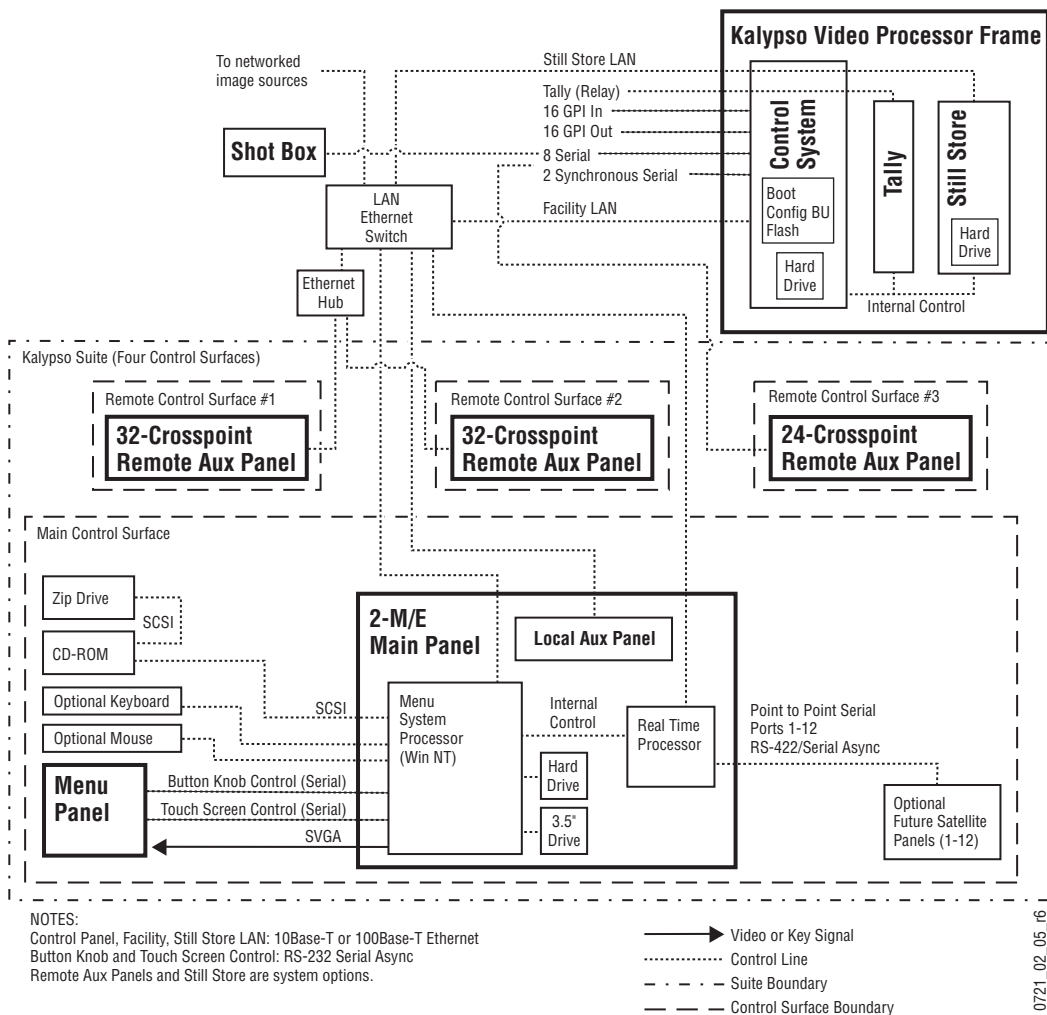 Kalypso Video Processor Frame
To networked
image sources
Still Store LAN
Tally (Relay)
16 GPI In
16 GPI Out
8 Serial
2 Synchronous Serial
Facility LAN
Shot Box
LAN
Ethernet
Switch
Ethernet
Hub
Control
System
Boot
Config BU
Flash
Hard
Drive
Tally
Still Store
Hard
Drive
Internal Control
Kalypso Suite (Four Control Surfaces)
Remote Control Surface #1
32-Crosspoint
Remote Aux Panel
Remote Control Surface #2
32-Crosspoint
Remote Aux Panel
Remote Control Surface #3
24-Crosspoint
Remote Aux Panel
Main Control Surface
Zip Drive
SCSI
CD-ROM
Optional Keyboard
Optional Mouse
SCSI
Menu
Panel
Button Knob Control (Serial)
Touch Screen Control (Serial)
SVGA
2-M/E
Main Panel
Local Aux Panel
Menu
System
Processor
(Win NT)
Internal
Control
Real Time
Processor
Hard
Drive
3.5"
Drive
Point to Point Serial
Ports 1-12
RS-422/Serial Async
Optional
Future Satellite
Panels (1-12)
NOTES:
Control Panel, Facility, Still Store LAN: 10Base-T or 100Base-T Ethernet
Button Knob and Touch Screen Control: RS-232 Serial Async
Remote Aux Panels and Still Store are system options.
Video or Key Signal
Control Line
Suite Boundary
Control Surface Boundary
0721_02_05_r6